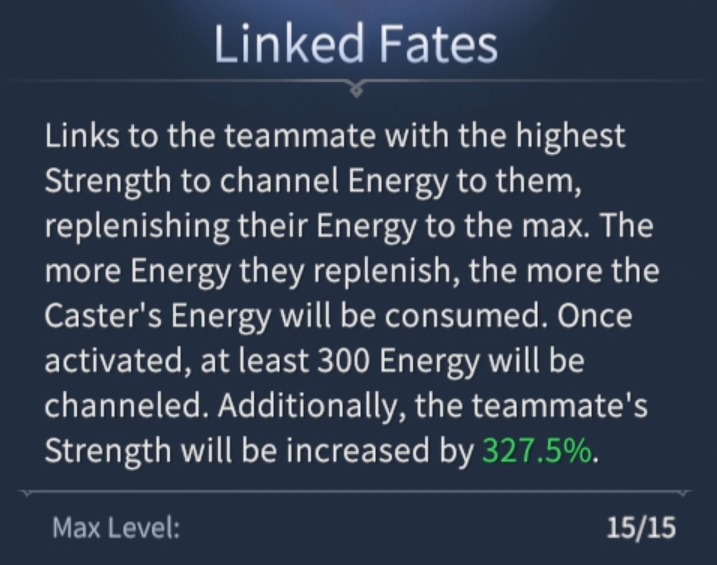 Linked Fates
Links to the teammate with the highest
Strength to channel Energy to them,
replenishing their Energy to the max. The
more Energy they replenish, the more the
Caster's Energy will be consumed. Once
activated, at least 300 Energy will be
channeled. Additionally, the teammate's
Strength will be increased by 327.5%.
Max Level: 15/15